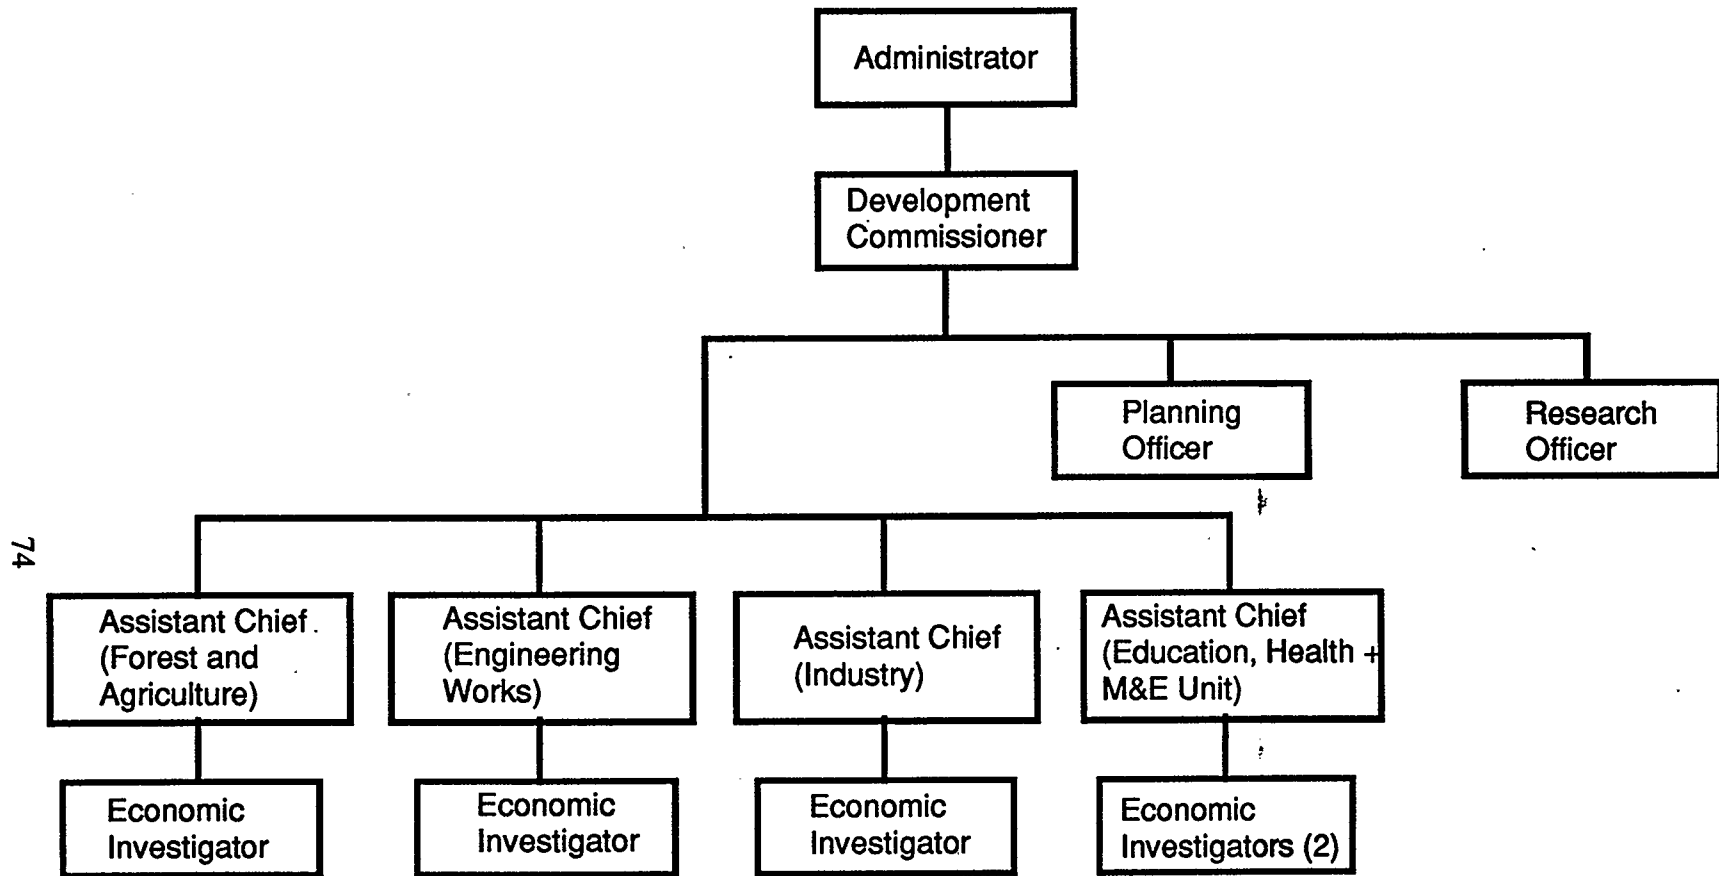 Administrator
Development
Commissioner
Planning
Officer
Research
Officer
74
Assistant Chief
(Forest and
Agriculture)
Assistant Chief
(Engineering
Works)
Assistant Chief
(Industry)
Assistant Chief
(Education, Health +
M&E Unit)
Economic
Investigator
Economic
Investigator
Economic
Investigator
Economic
Investigators (2)